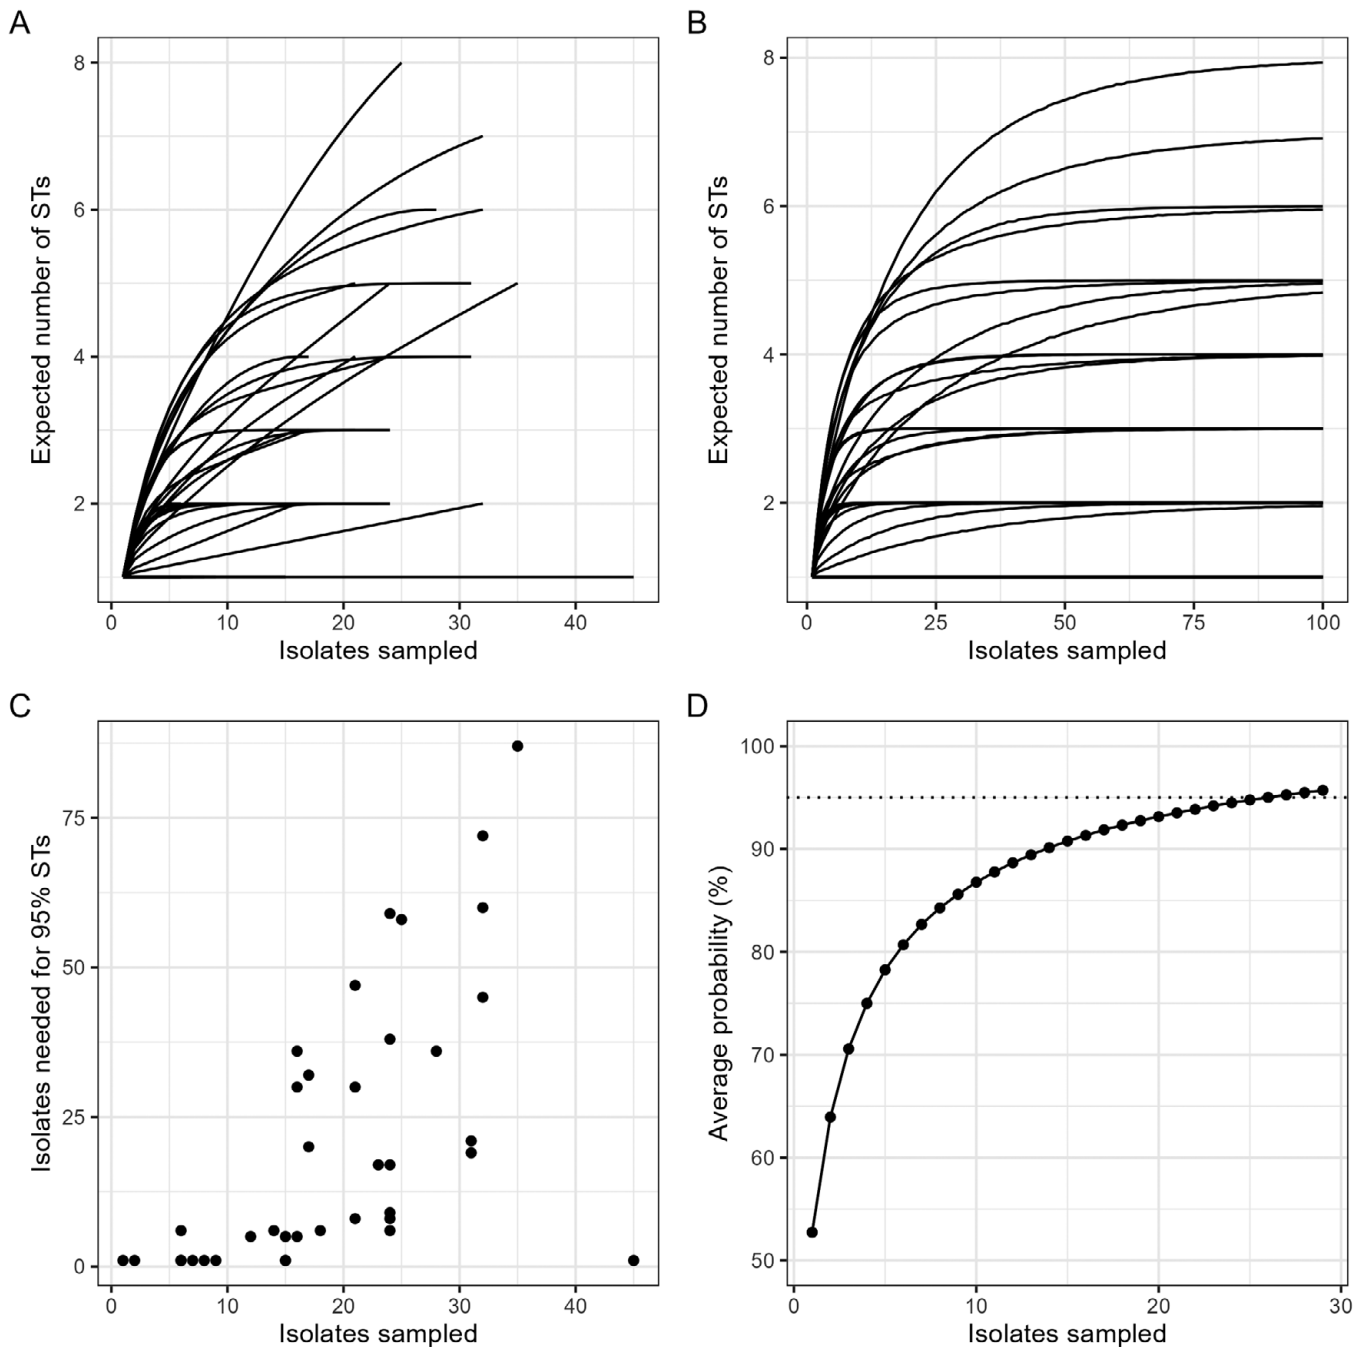 A
Expected number of STs
8
6
4
2
0 10 20 30 40
Isolates sampled
B
Expected number of STs
8
6
4
2
0 25 50 75 100
Isolates sampled
C
Isolates needed for 95% STs
75
50
25
0
0 10 20 30 40
Isolates sampled
D
Average probability (%)
100
90
80
70
60
50
0 10 20 30
Isolates sampled